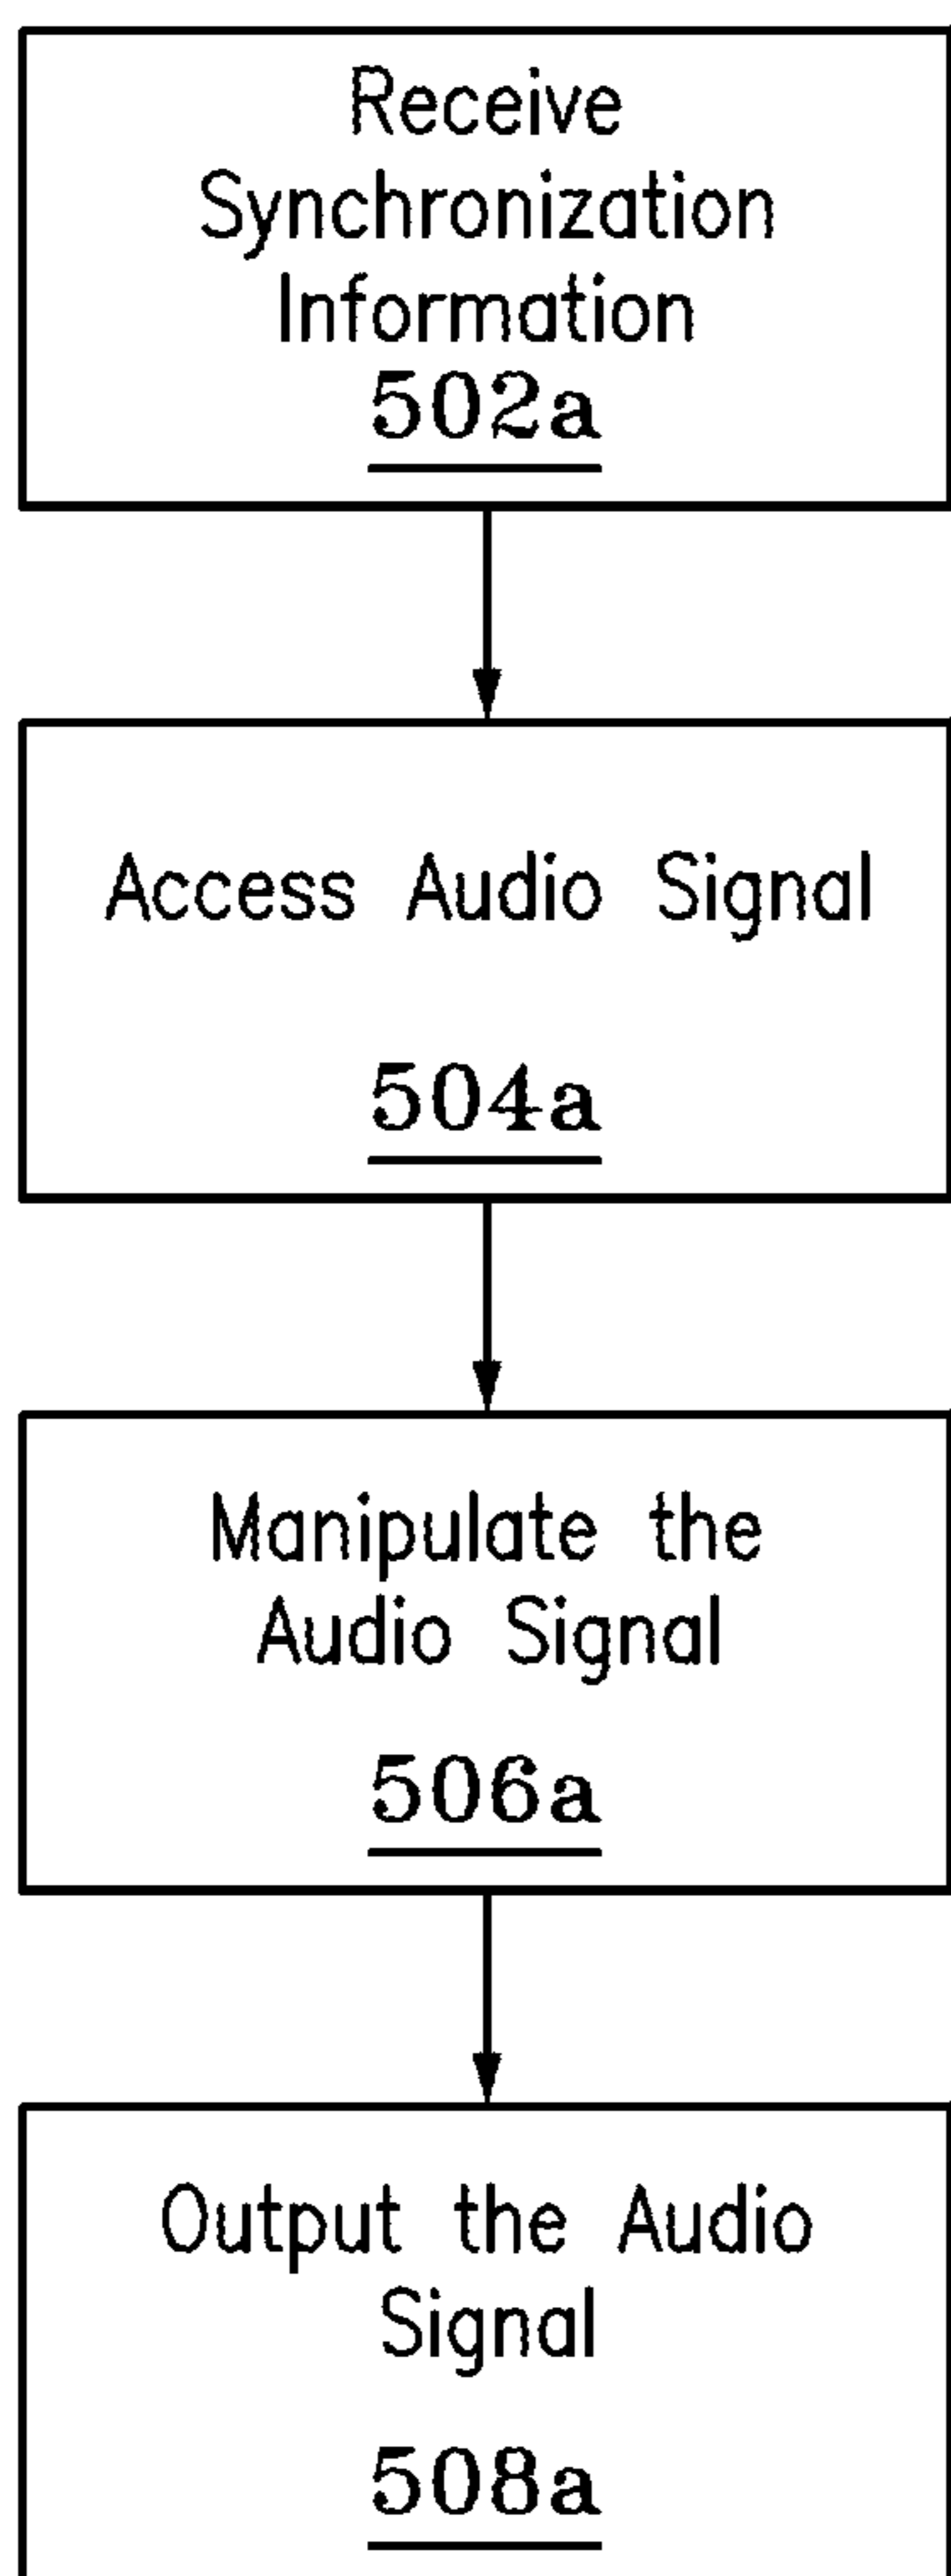 Receive
Synchronization
Information
502a
Access Audio Signal
504a
Manipulate the
Audio Signal
506a
Output the Audio
Signal
508a